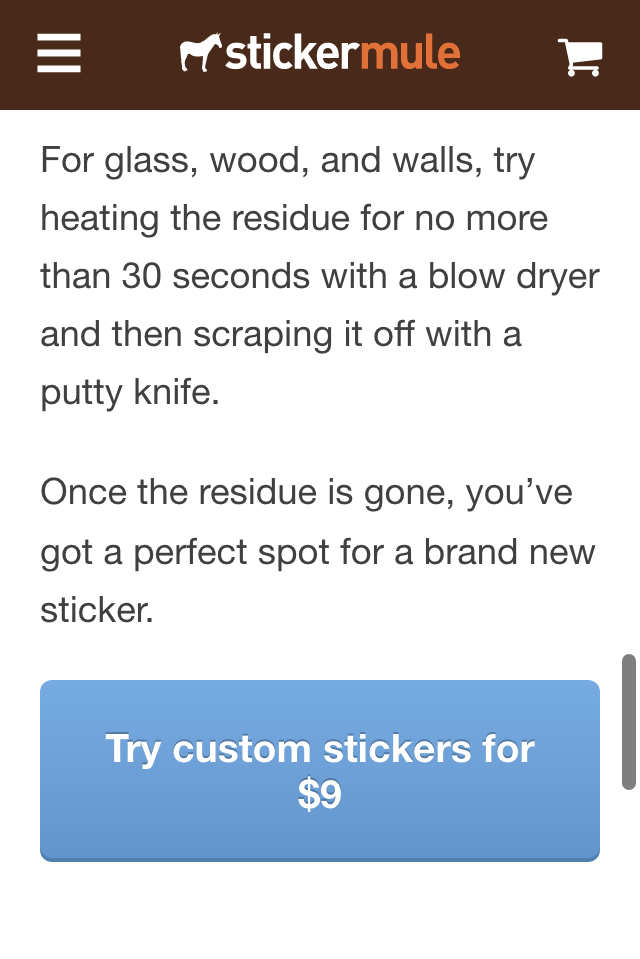 stickermule
For glass, wood, and walls, try
heating the residue for no more
than 30 seconds with a blow dryer
and then scraping it off with a
putty knife.
Once the residue is gone, you’ve
got a perfect spot for a brand new
sticker.
Try custom stickers for
$9